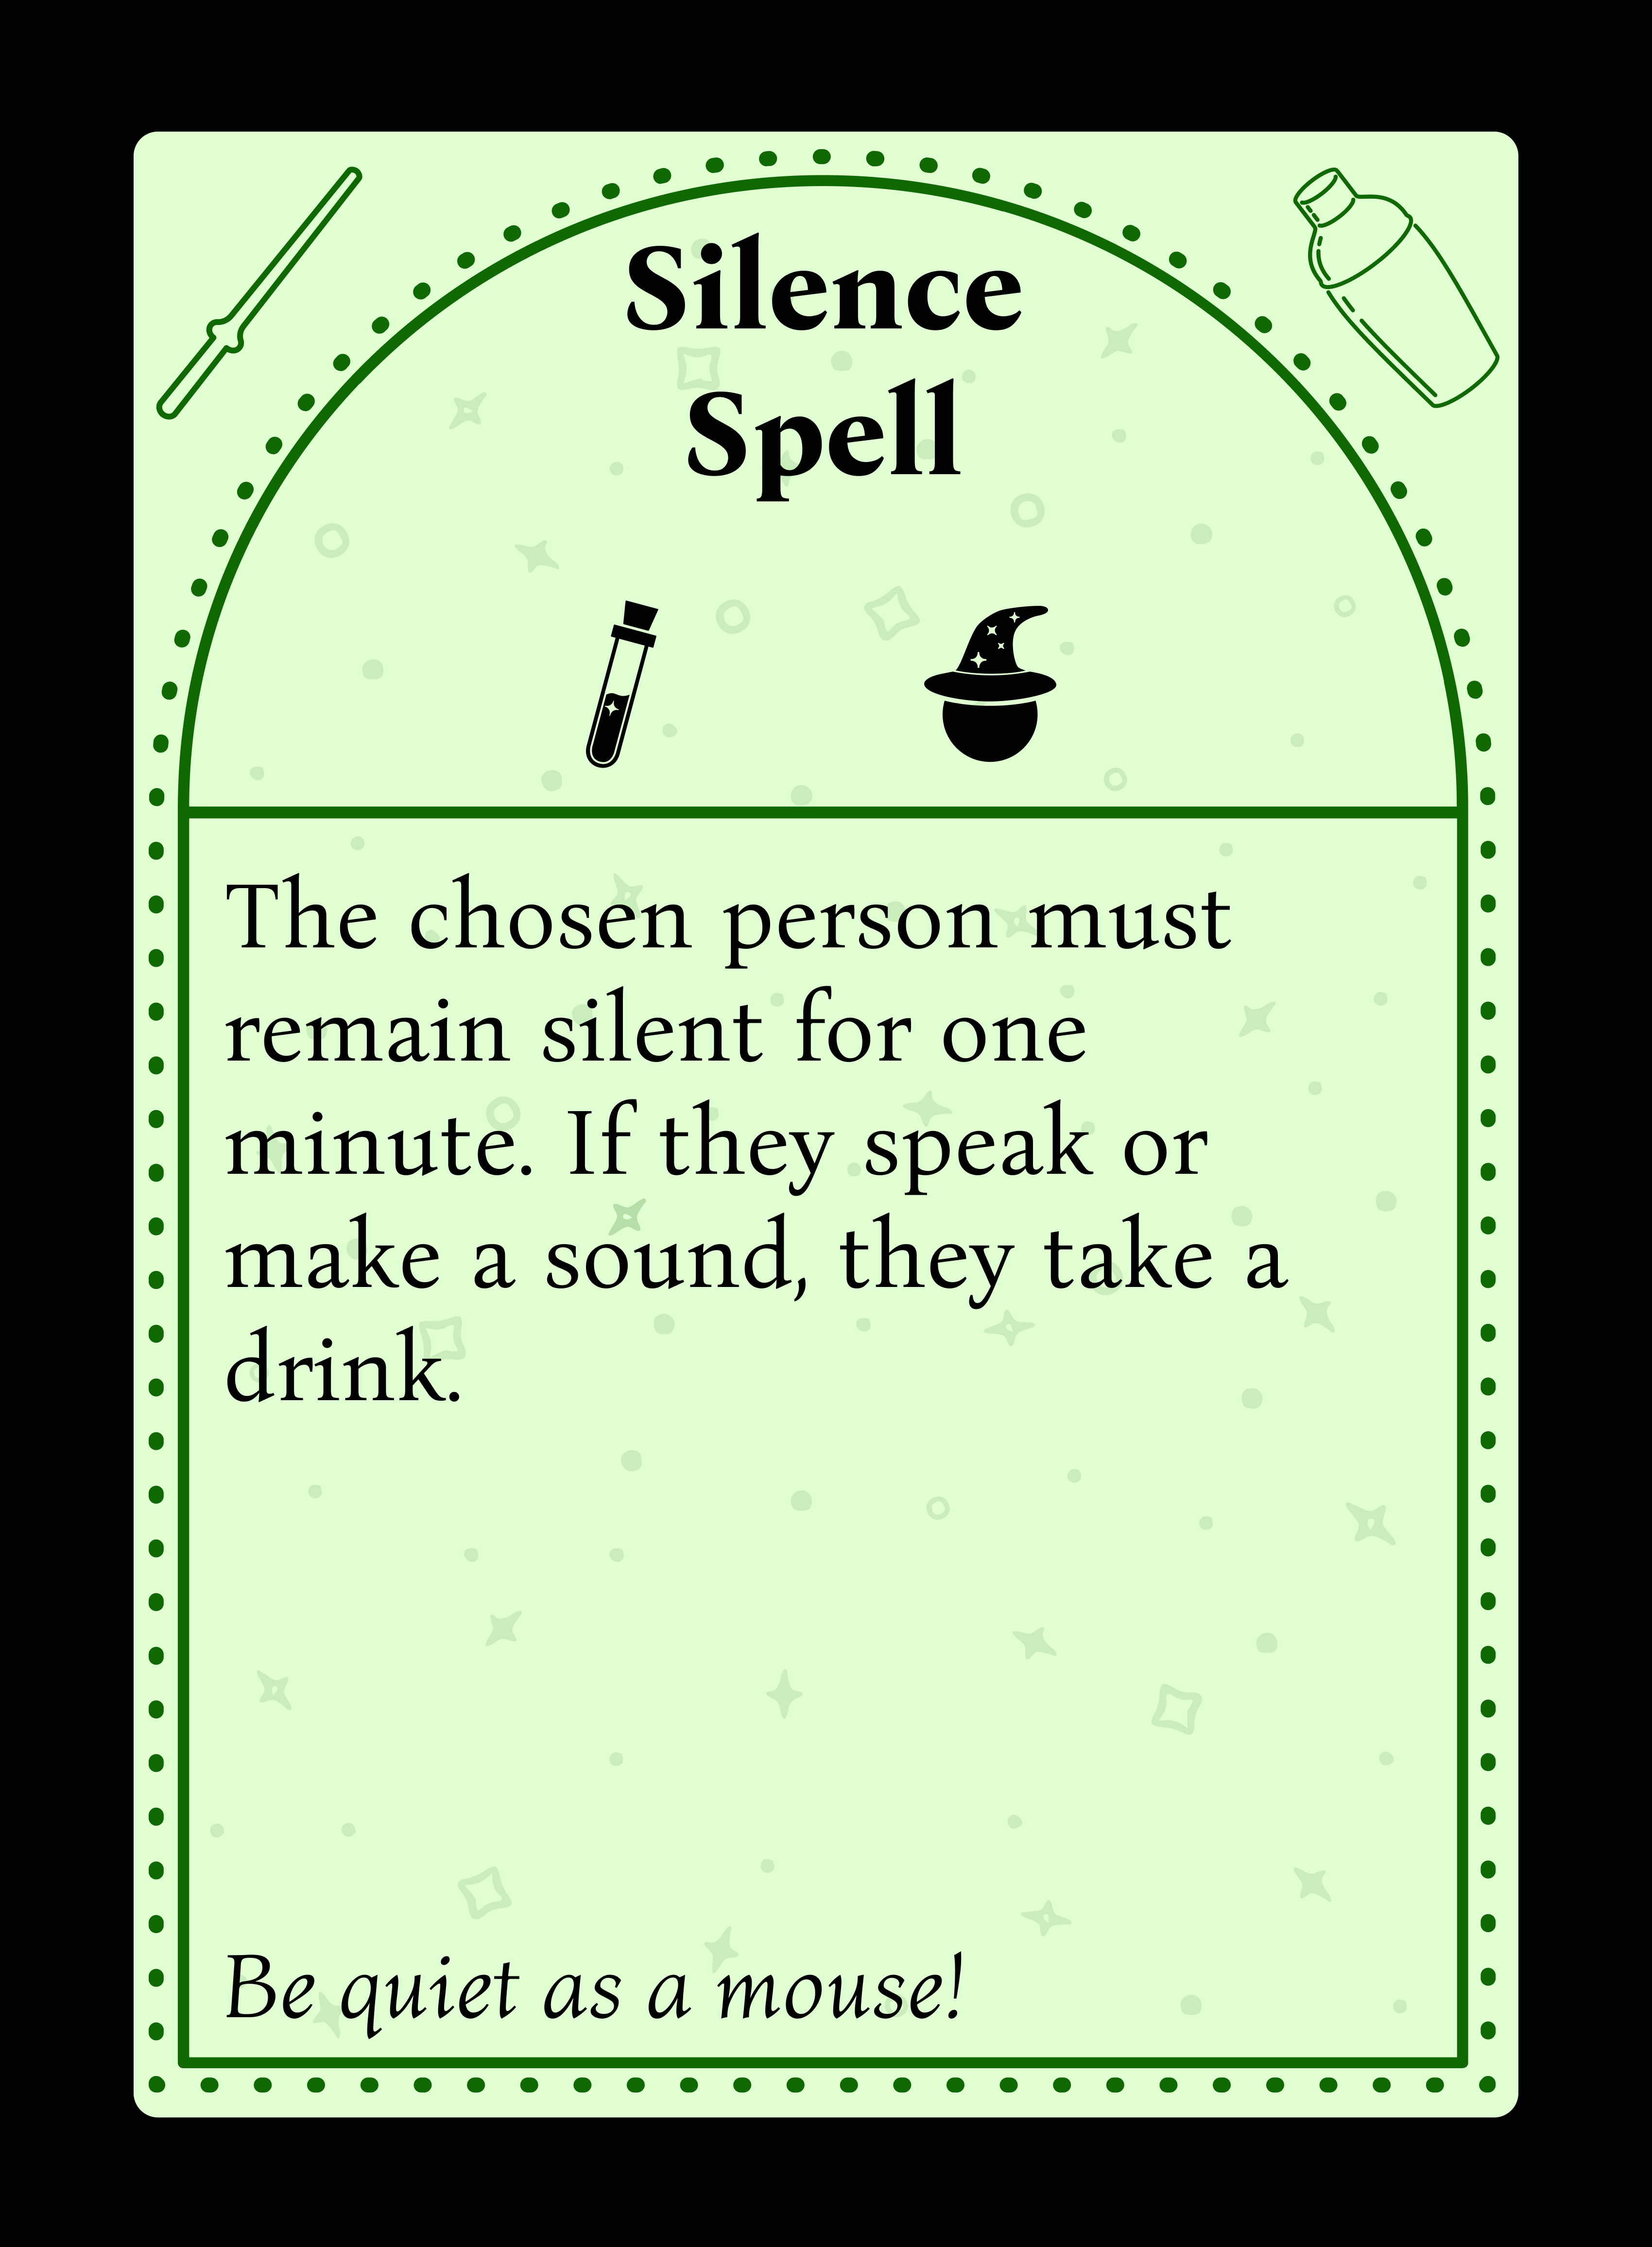 Silence
Spell
The chosen person must
remain silent for one
minute. If they speak or
make a sound, they take a
drink.
Be quiet as a mouse!